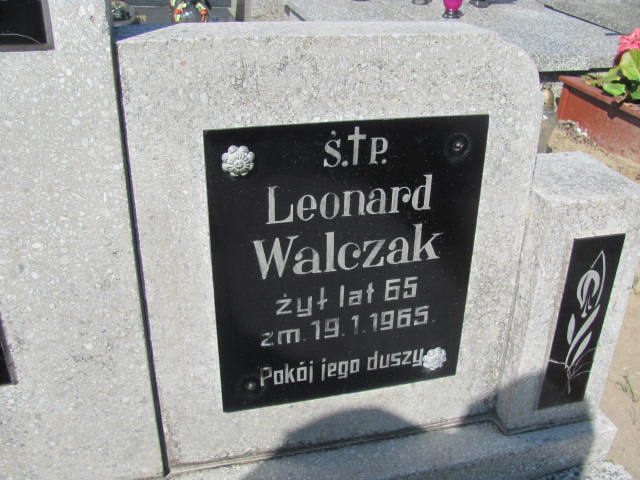 Ś.†P.
Leonard
Walczak
żył lat 65
zm. 19.1.1965.
Pokój jego duszy